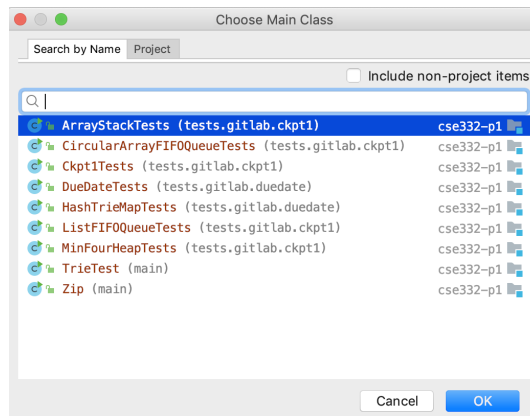 Choose Main Class
Search by Name Project
Include non-project items
ArrayStackTests (tests.gitlab.ckpt1) cse332-p1
CircularArrayFIFOQueueTests (tests.gitlab.ckpt1) cse332-p1
Ckpt1Tests (tests.gitlab.ckpt1) cse332-p1
DueDateTests (tests.gitlab.duedate) cse332-p1
HashTrieMapTests (tests.gitlab.duedate) cse332-p1
ListFIFOQueueTests (tests.gitlab.ckpt1) cse332-p1
MinFourHeapTests (tests.gitlab.ckpt1) cse332-p1
TrieTest (main) cse332-p1
Zip (main) cse332-p1
Cancel OK